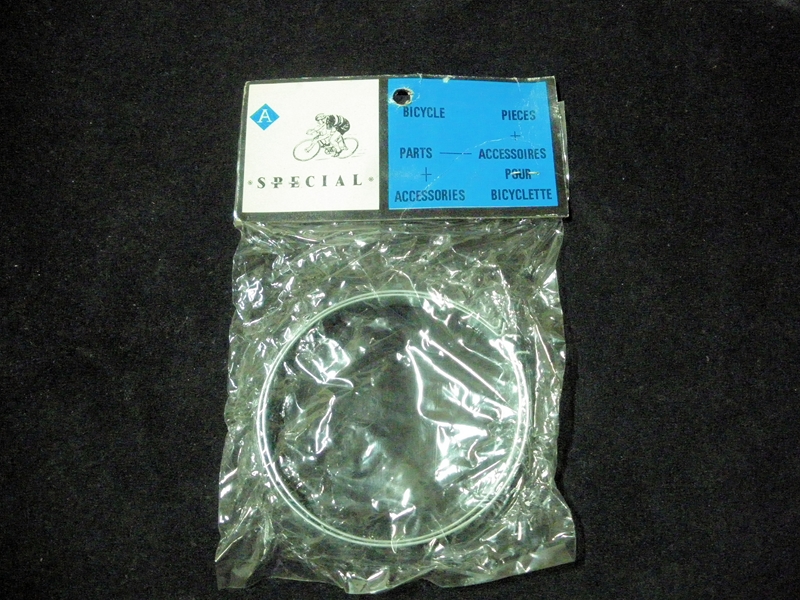 A
SPECIAL
BICYCLE
PARTS
+
ACCESSORIES
PIECES
+
ACCESSOIRES
POUR
BICYCLETTE